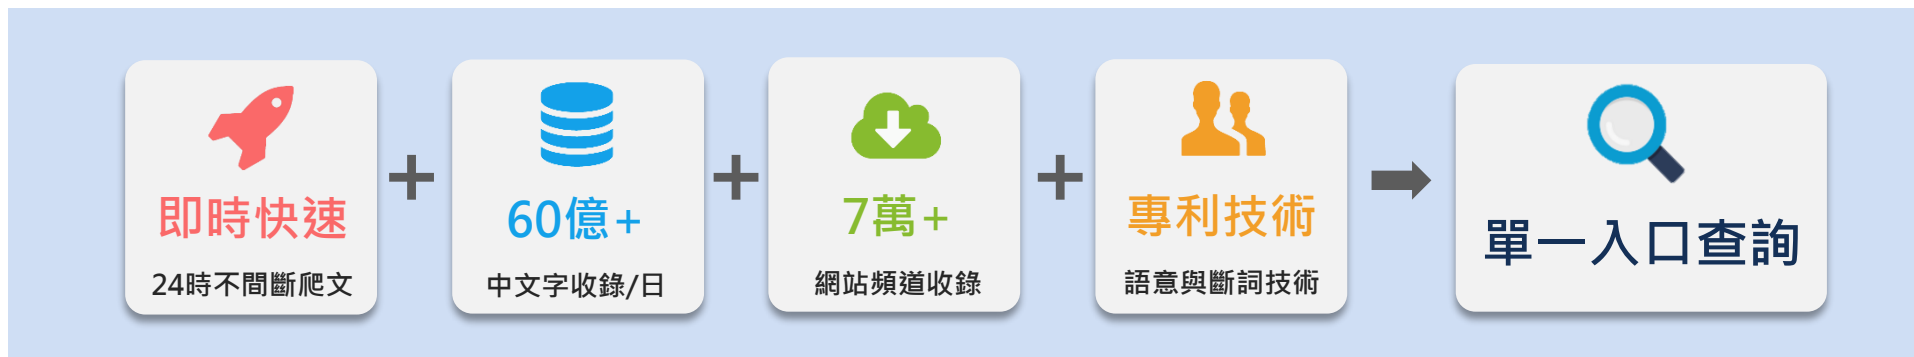 即時快速
24時不間斷爬文
60億+
中文字收錄/日
7萬+
網站頻道收錄
專利技術
語意與斷詞技術
單一入口查詢